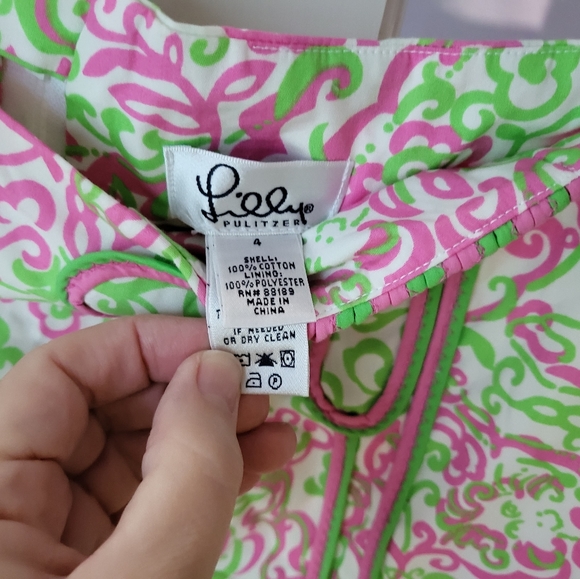 Lilly®
PULITZER
4
SHELL:
100% COTTON
LINING:
100% POLYESTER
RN# 88189
MADE IN
CHINA
IF NEEDED
OR DRY CLEAN
P